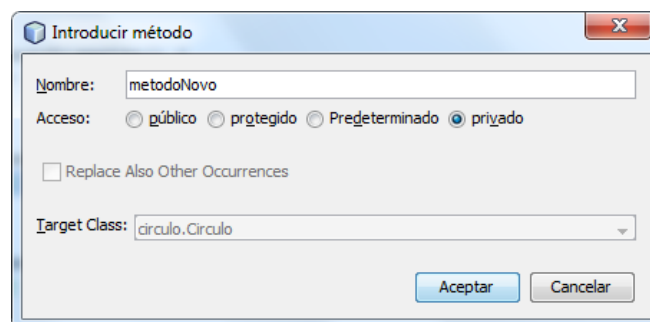 Introducir método
Nombre: metodoNovo
Acceso: público protegido Predeterminado privado
Replace Also Other Occurrences
Target Class: circulo.Circulo
Aceptar Cancelar